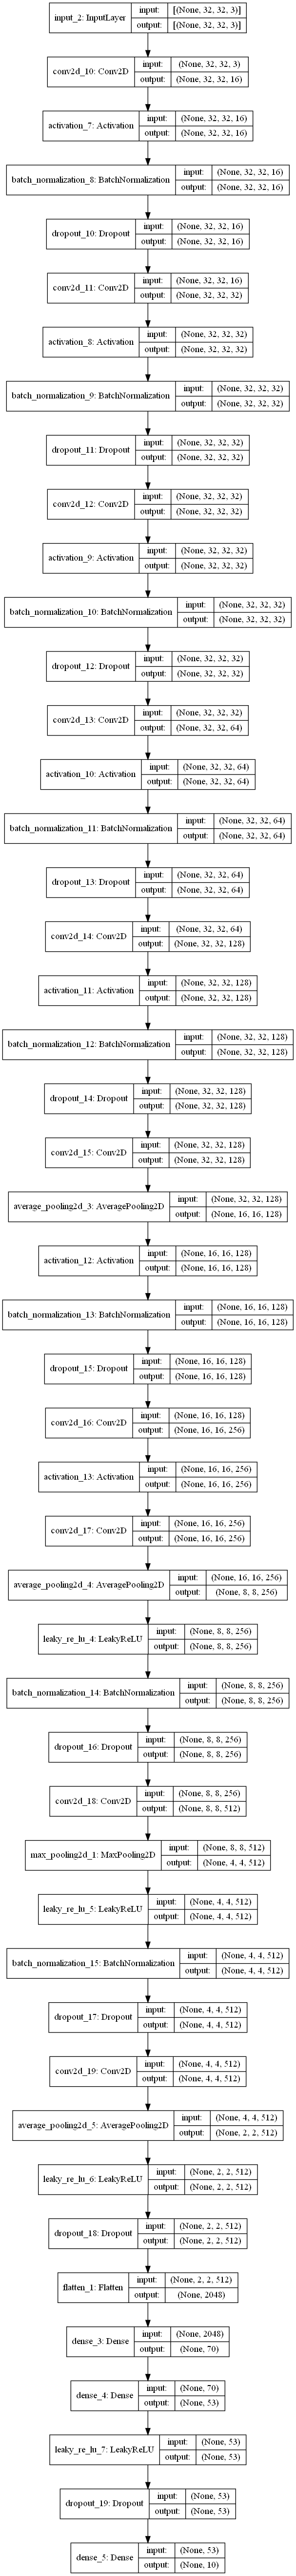 input_2: InputLayer input: [(None, 32, 32, 3)]
output: [(None, 32, 32, 3)]
conv2d_10: Conv2D input: (None, 32, 32, 3)
output: (None, 32, 32, 16)
activation_7: Activation input: (None, 32, 32, 16)
output: (None, 32, 32, 16)
batch_normalization_8: BatchNormalization input: (None, 32, 32, 16)
output: (None, 32, 32, 16)
dropout_10: Dropout input: (None, 32, 32, 16)
output: (None, 32, 32, 16)
conv2d_11: Conv2D input: (None, 32, 32, 16)
output: (None, 32, 32, 32)
activation_8: Activation input: (None, 32, 32, 32)
output: (None, 32, 32, 32)
batch_normalization_9: BatchNormalization input: (None, 32, 32, 32)
output: (None, 32, 32, 32)
dropout_11: Dropout input: (None, 32, 32, 32)
output: (None, 32, 32, 32)
conv2d_12: Conv2D input: (None, 32, 32, 32)
output: (None, 32, 32, 32)
activation_9: Activation input: (None, 32, 32, 32)
output: (None, 32, 32, 32)
batch_normalization_10: BatchNormalization input: (None, 32, 32, 32)
output: (None, 32, 32, 32)
dropout_12: Dropout input: (None, 32, 32, 32)
output: (None, 32, 32, 32)
conv2d_13: Conv2D input: (None, 32, 32, 32)
output: (None, 32, 32, 64)
activation_10: Activation input: (None, 32, 32, 64)
output: (None, 32, 32, 64)
batch_normalization_11: BatchNormalization input: (None, 32, 32, 64)
output: (None, 32, 32, 64)
dropout_13: Dropout input: (None, 32, 32, 64)
output: (None, 32, 32, 64)
conv2d_14: Conv2D input: (None, 32, 32, 64)
output: (None, 32, 32, 128)
activation_11: Activation input: (None, 32, 32, 128)
output: (None, 32, 32, 128)
batch_normalization_12: BatchNormalization input: (None, 32, 32, 128)
output: (None, 32, 32, 128)
dropout_14: Dropout input: (None, 32, 32, 128)
output: (None, 32, 32, 128)
conv2d_15: Conv2D input: (None, 32, 32, 128)
output: (None, 32, 32, 128)
average_pooling2d_3: AveragePooling2D input: (None, 32, 32, 128)
output: (None, 16, 16, 128)
activation_12: Activation input: (None, 16, 16, 128)
output: (None, 16, 16, 128)
batch_normalization_13: BatchNormalization input: (None, 16, 16, 128)
output: (None, 16, 16, 128)
dropout_15: Dropout input: (None, 16, 16, 128)
output: (None, 16, 16, 128)
conv2d_16: Conv2D input: (None, 16, 16, 128)
output: (None, 16, 16, 256)
activation_13: Activation input: (None, 16, 16, 256)
output: (None, 16, 16, 256)
conv2d_17: Conv2D input: (None, 16, 16, 256)
output: (None, 16, 16, 256)
average_pooling2d_4: AveragePooling2D input: (None, 16, 16, 256)
output: (None, 8, 8, 256)
leaky_re_lu_4: LeakyReLU input: (None, 8, 8, 256)
output: (None, 8, 8, 256)
batch_normalization_14: BatchNormalization input: (None, 8, 8, 256)
output: (None, 8, 8, 256)
dropout_16: Dropout input: (None, 8, 8, 256)
output: (None, 8, 8, 256)
conv2d_18: Conv2D input: (None, 8, 8, 256)
output: (None, 8, 8, 512)
max_pooling2d_1: MaxPooling2D input: (None, 8, 8, 512)
output: (None, 4, 4, 512)
leaky_re_lu_5: LeakyReLU input: (None, 4, 4, 512)
output: (None, 4, 4, 512)
batch_normalization_15: BatchNormalization input: (None, 4, 4, 512)
output: (None, 4, 4, 512)
dropout_17: Dropout input: (None, 4, 4, 512)
output: (None, 4, 4, 512)
conv2d_19: Conv2D input: (None, 4, 4, 512)
output: (None, 4, 4, 512)
average_pooling2d_5: AveragePooling2D input: (None, 4, 4, 512)
output: (None, 2, 2, 512)
leaky_re_lu_6: LeakyReLU input: (None, 2, 2, 512)
output: (None, 2, 2, 512)
dropout_18: Dropout input: (None, 2, 2, 512)
output: (None, 2, 2, 512)
flatten_1: Flatten input: (None, 2, 2, 512)
output: (None, 2048)
dense_3: Dense input: (None, 2048)
output: (None, 70)
dense_4: Dense input: (None, 70)
output: (None, 53)
leaky_re_lu_7: LeakyReLU input: (None, 53)
output: (None, 53)
dropout_19: Dropout input: (None, 53)
output: (None, 53)
dense_5: Dense input: (None, 53)
output: (None, 10)